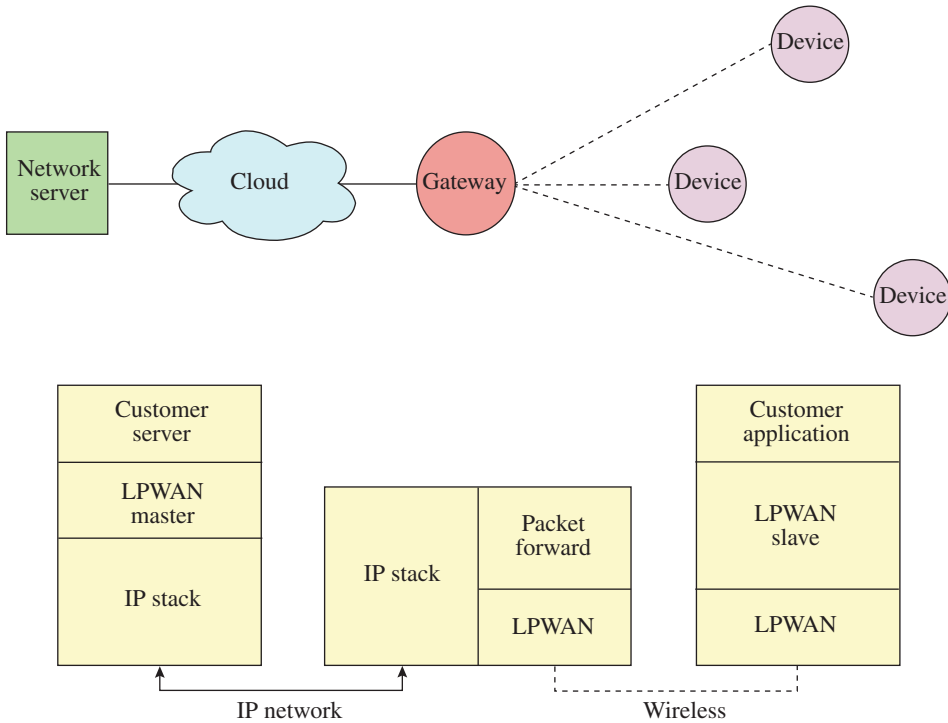 Device
Network
server
Cloud
Gateway
Device
Device
Customer
server
LPWAN
master
IP stack
IP stack
Packet
forward
LPWAN
Customer
application
LPWAN
slave
LPWAN
IP network
Wireless